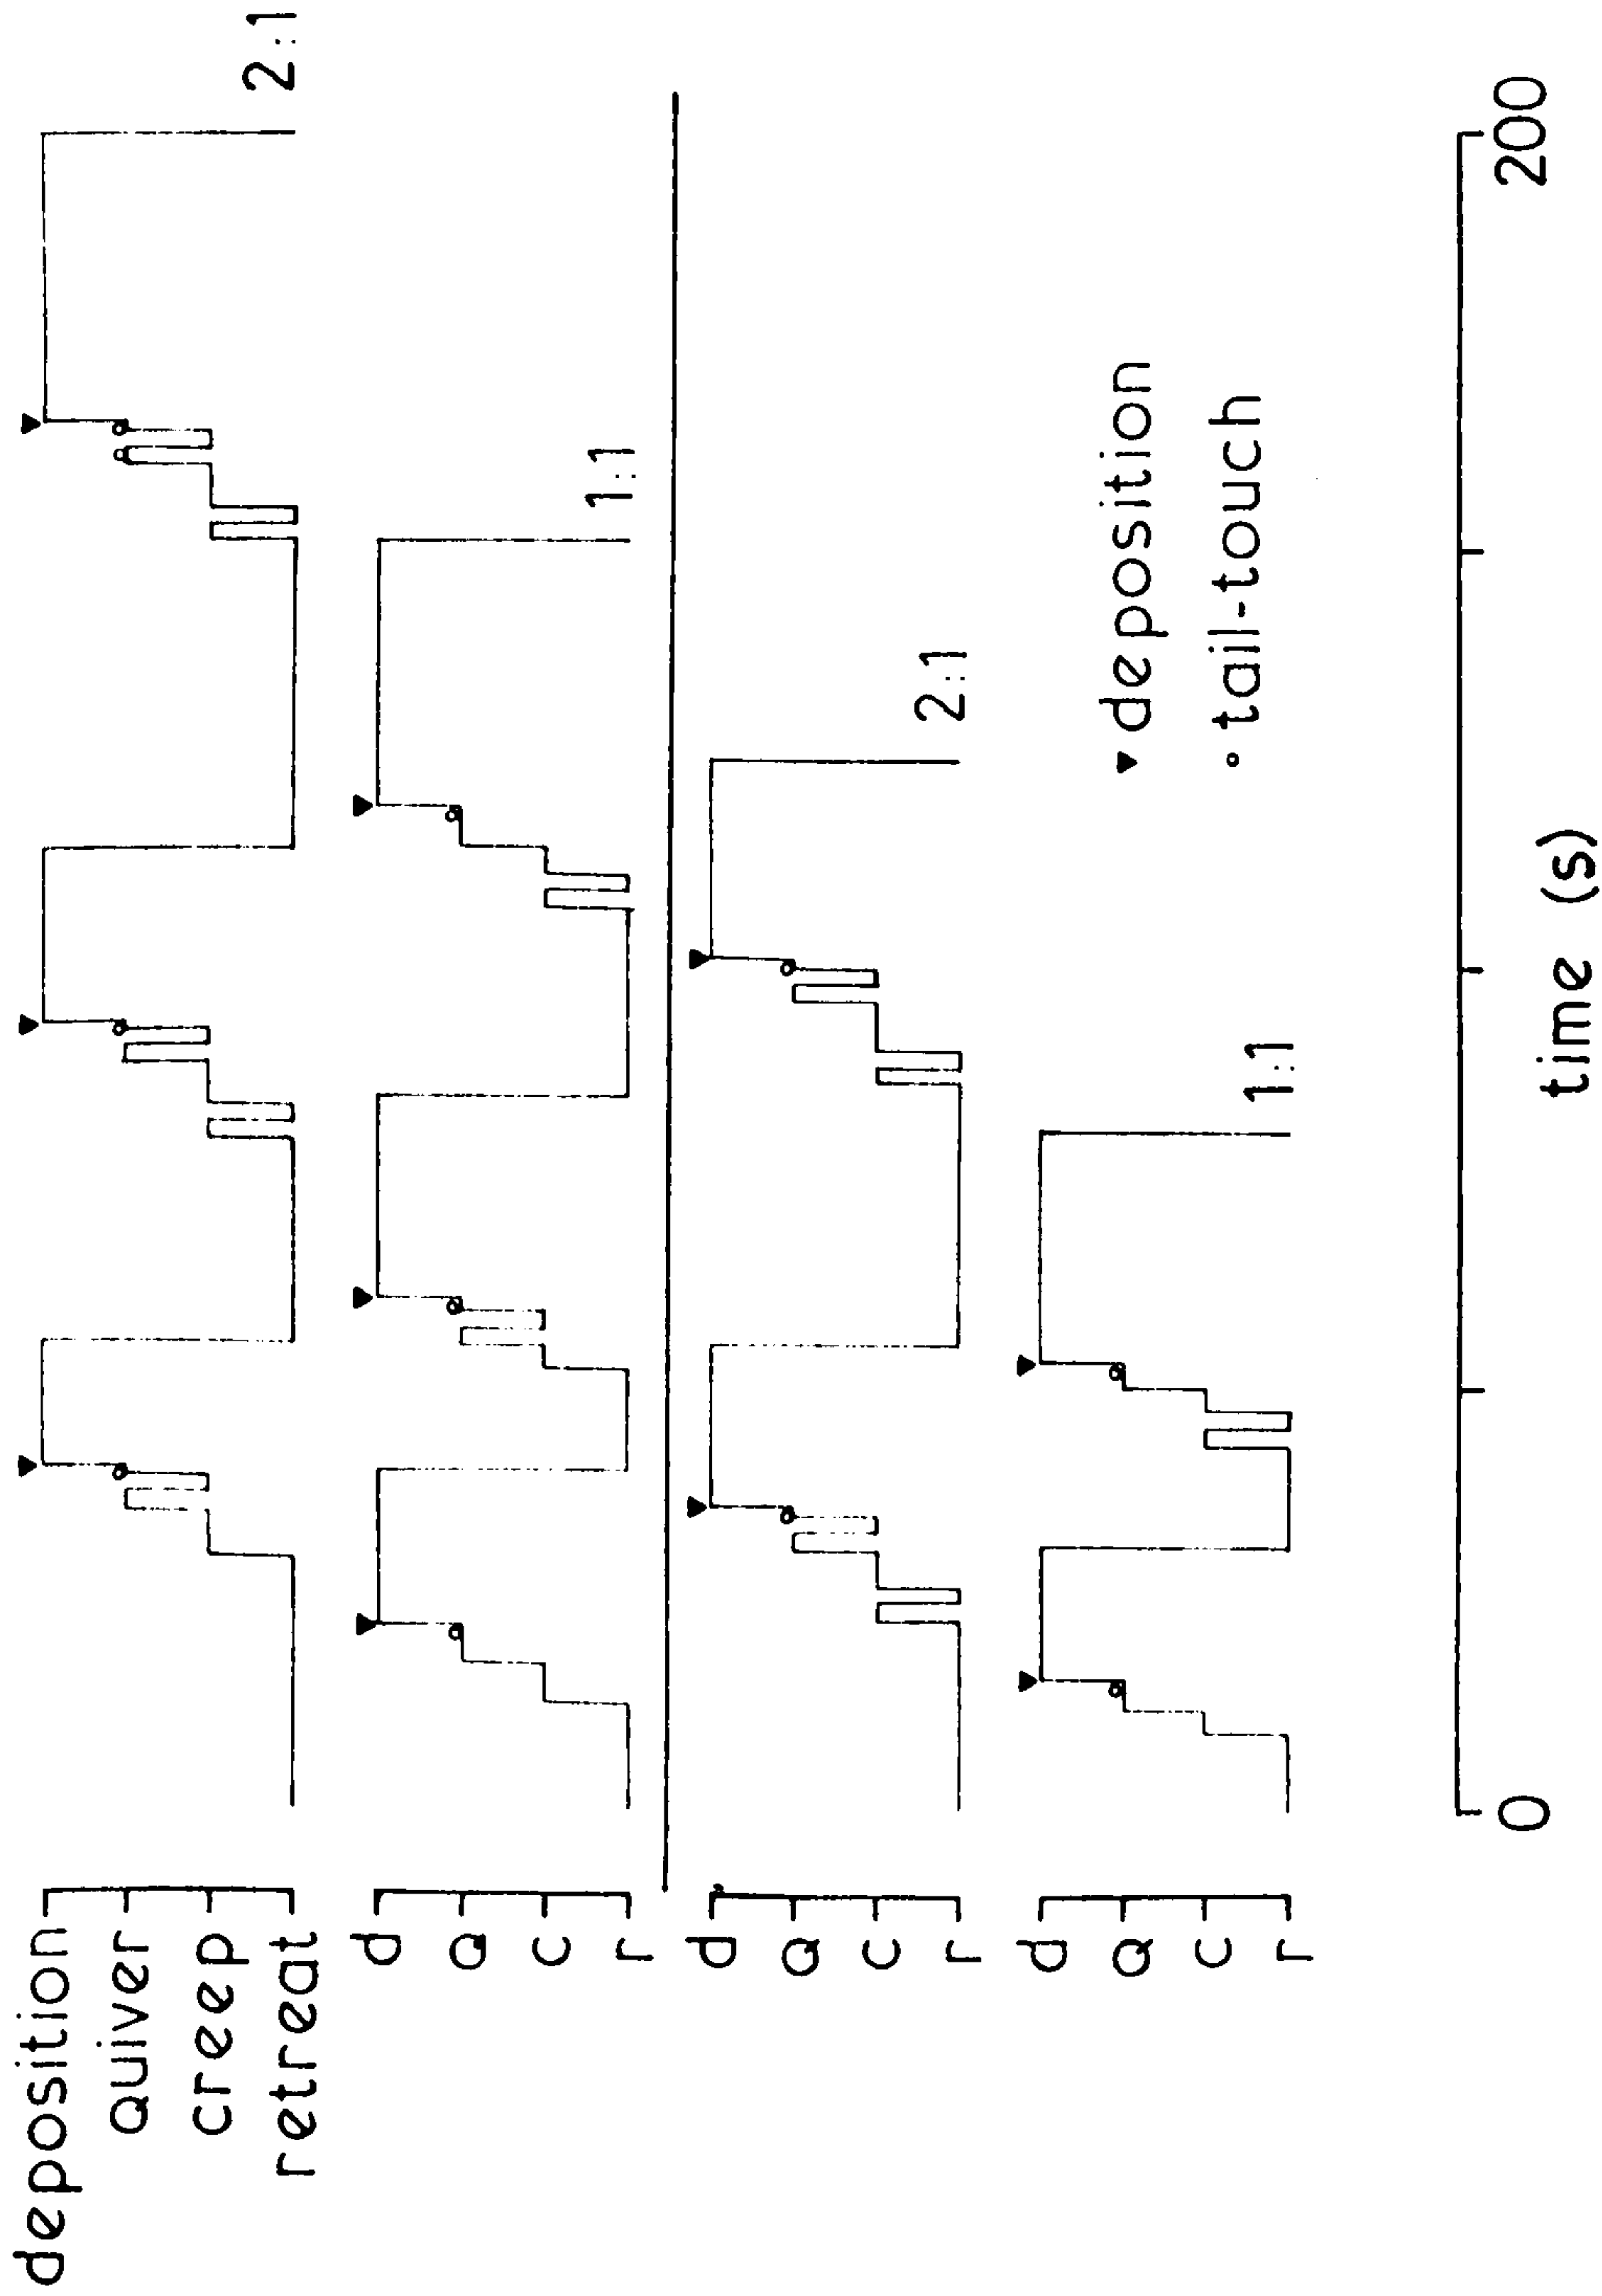 deposition
quiver
creep
retreat
2:1
d
Q
c
r
1:1
d
Q
c
r
2:1
d
Q
c
r
1:1
▼ deposition
○ tail-touch
0
200
time (s)